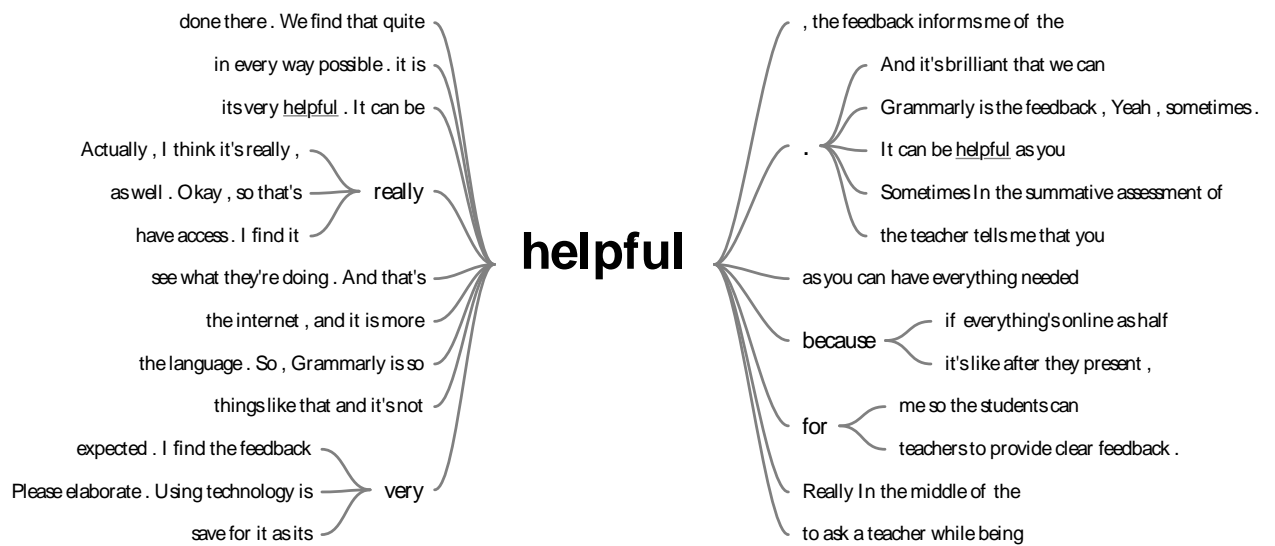 done there . We find that quite
in every way possible . it is
its very helpful . It can be
Actually , I think it's really ,
as well . Okay , so that's
have access . I find it
really
see what they're doing . And that's
the internet , and it is more
the language . So , Grammarly is so
things like that and it's not
expected . I find the feedback
Please elaborate . Using technology is
save for it as its
very
helpful
, the feedback informs me of the
.
And it's brilliant that we can
Grammarly is the feedback , Yeah , sometimes .
It can be helpful as you
Sometimes In the summative assessment of
the teacher tells me that you
as you can have everything needed
because
if everything's online as half
it's like after they present ,
for
me so the students can
teachers to provide clear feedback .
Really In the middle of the
to ask a teacher while being